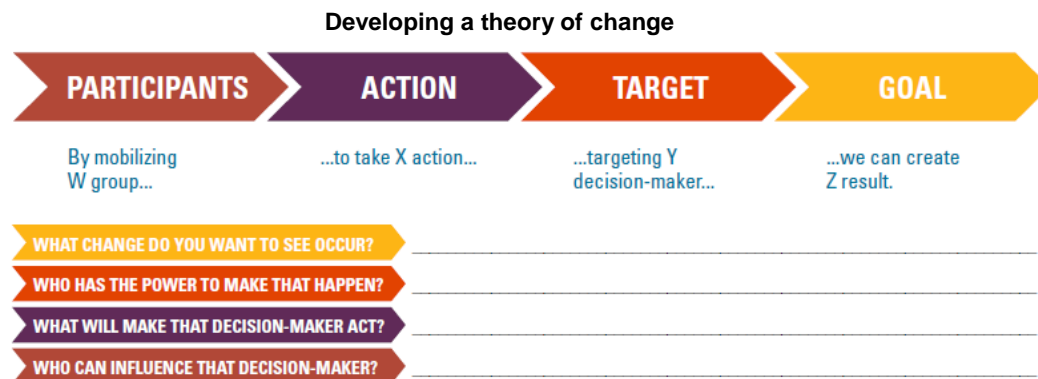 Developing a theory of change
PARTICIPANTS ACTION TARGET GOAL
By mobilizing
W group...
...to take X action...
...targeting Y
decision-maker...
...we can create
Z result.
WHAT CHANGE DO YOU WANT TO SEE OCCUR?
WHO HAS THE POWER TO MAKE THAT HAPPEN?
WHAT WILL MAKE THAT DECISION-MAKER ACT?
WHO CAN INFLUENCE THAT DECISION-MAKER?